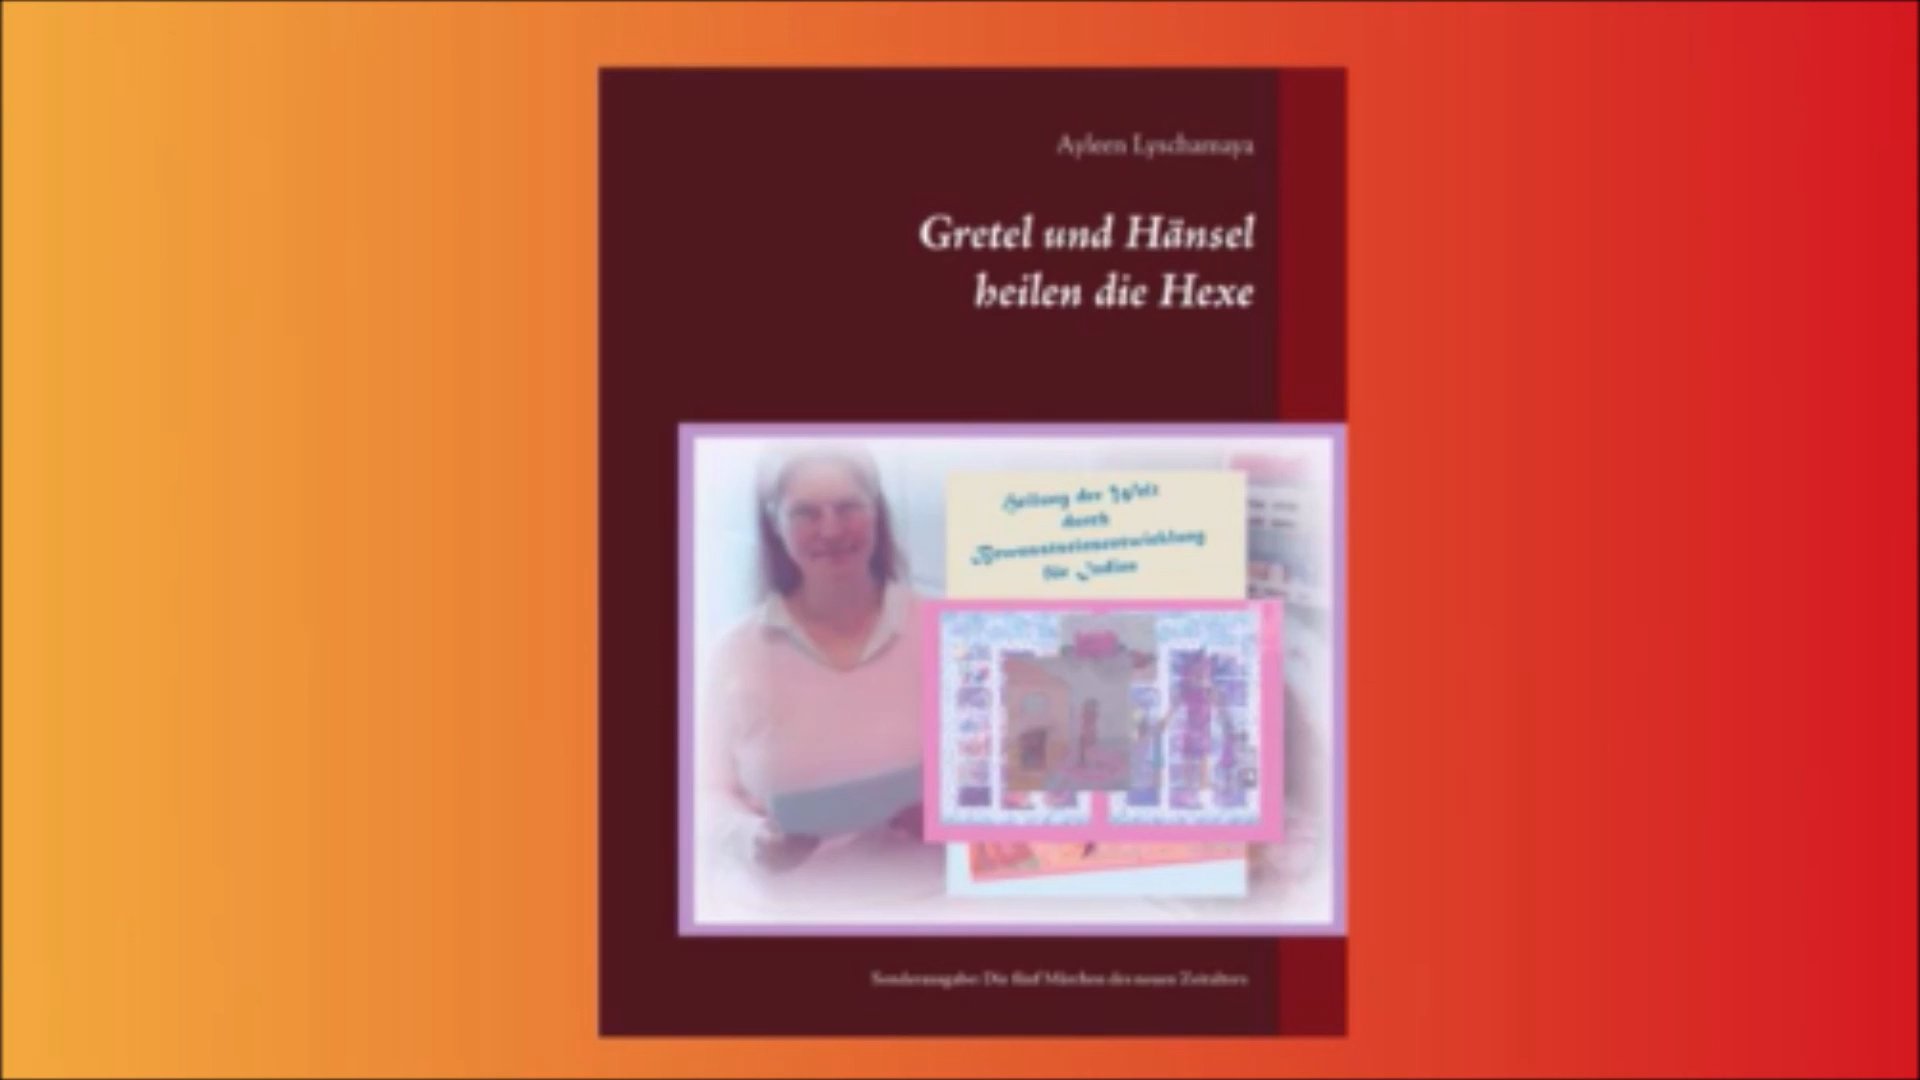 Ayleen Lyschamaya
Gretel und Hänsel
heilen die Hexe
Heilung der Welt
durch
Bewusstseinsentwicklung
für Indien
Sonderausgabe: Die fünf Märchen des neuen Zeitalters